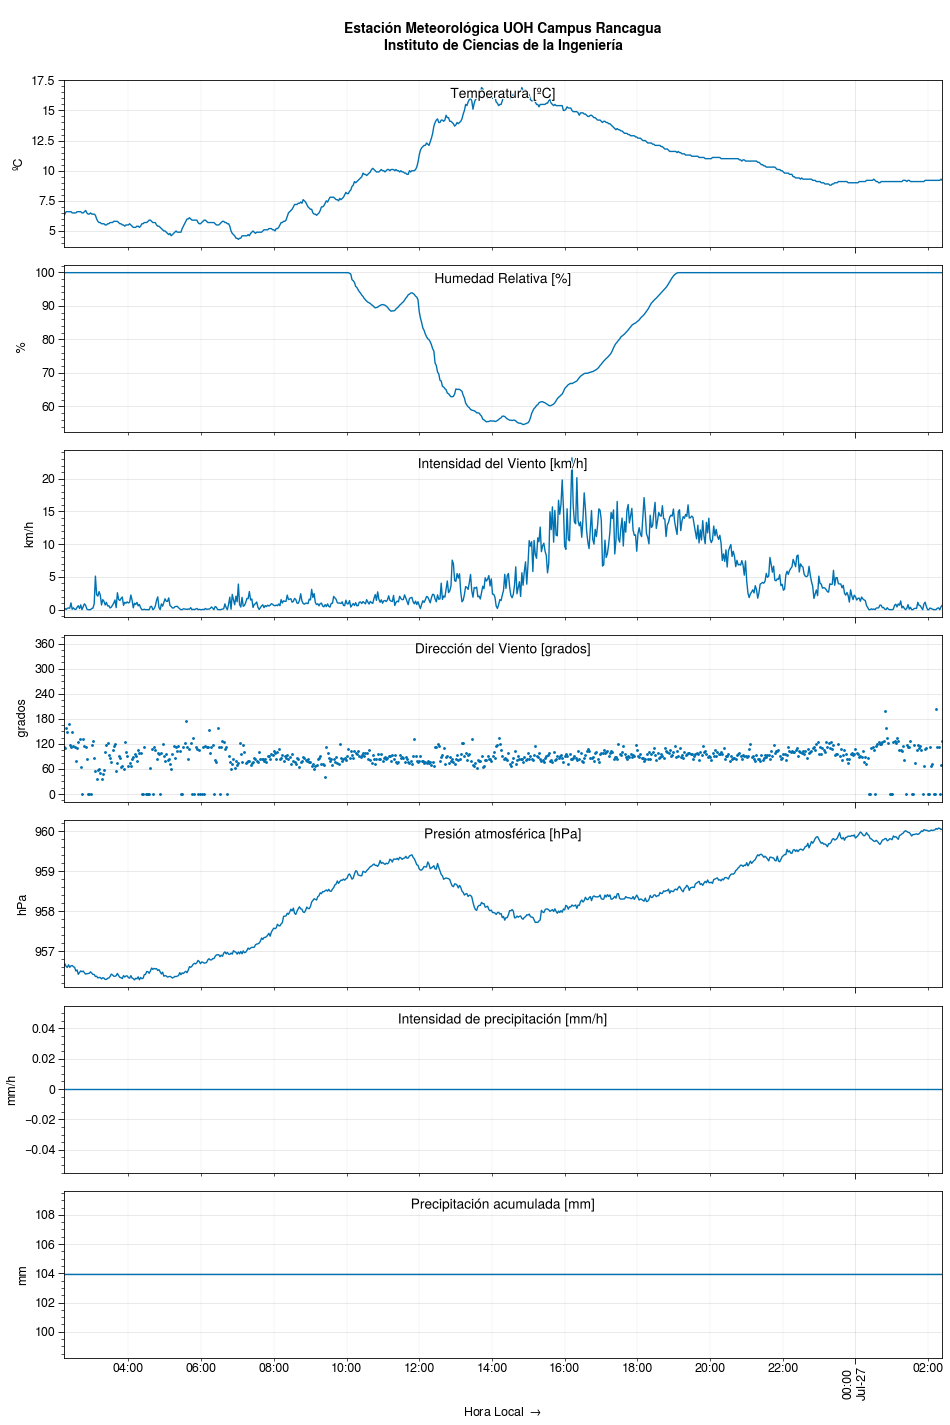 Estación Meteorológica UOH Campus Rancagua
Instituto de Ciencias de la Ingeniería
Temperatura [ºC]
ºC
17.5
15
12.5
10
7.5
5
Humedad Relativa [%]
%
100
90
80
70
60
Intensidad del Viento [km/h]
km/h
20
15
10
5
0
Dirección del Viento [grados]
grados
360
300
240
180
120
60
0
Presión atmosférica [hPa]
hPa
960
959
958
957
Intensidad de precipitación [mm/h]
mm/h
0.04
0.02
0
−0.02
−0.04
Precipitación acumulada [mm]
mm
108
106
104
102
100
04:00 06:00 08:00 10:00 12:00 14:00 16:00 18:00 20:00 22:00 00:00 02:00
Jul-27
Hora Local →